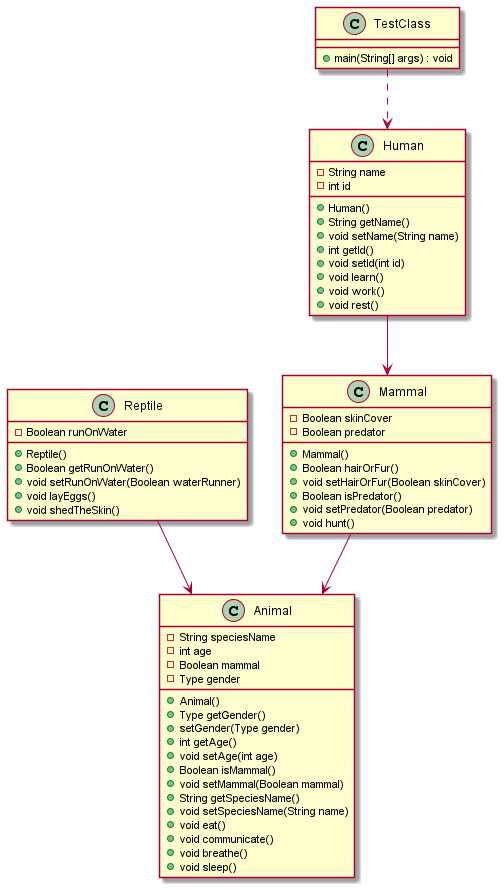 C TestClass
main(String[] args) : void
C Human
String name
int id
Human()
String getName()
void setName(String name)
int getId()
void setId(int id)
void learn()
void work()
void rest()
C Reptile
Boolean runOnWater
Reptile()
Boolean getRunOnWater()
void setRunOnWater(Boolean waterRunner)
void layEggs()
void shedTheSkin()
C Mammal
Boolean skinCover
Boolean predator
Mammal()
Boolean hairOrFur()
void setHairOrFur(Boolean skinCover)
Boolean isPredator()
void setPredator(Boolean predator)
void hunt()
C Animal
String speciesName
int age
Boolean mammal
Type gender
Animal()
Type getGender()
setGender(Type gender)
int getAge()
void setAge(int age)
Boolean isMammal()
void setMammal(Boolean mammal)
String getSpeciesName()
void setSpeciesName(String name)
void eat()
void communicate()
void breathe()
void sleep()